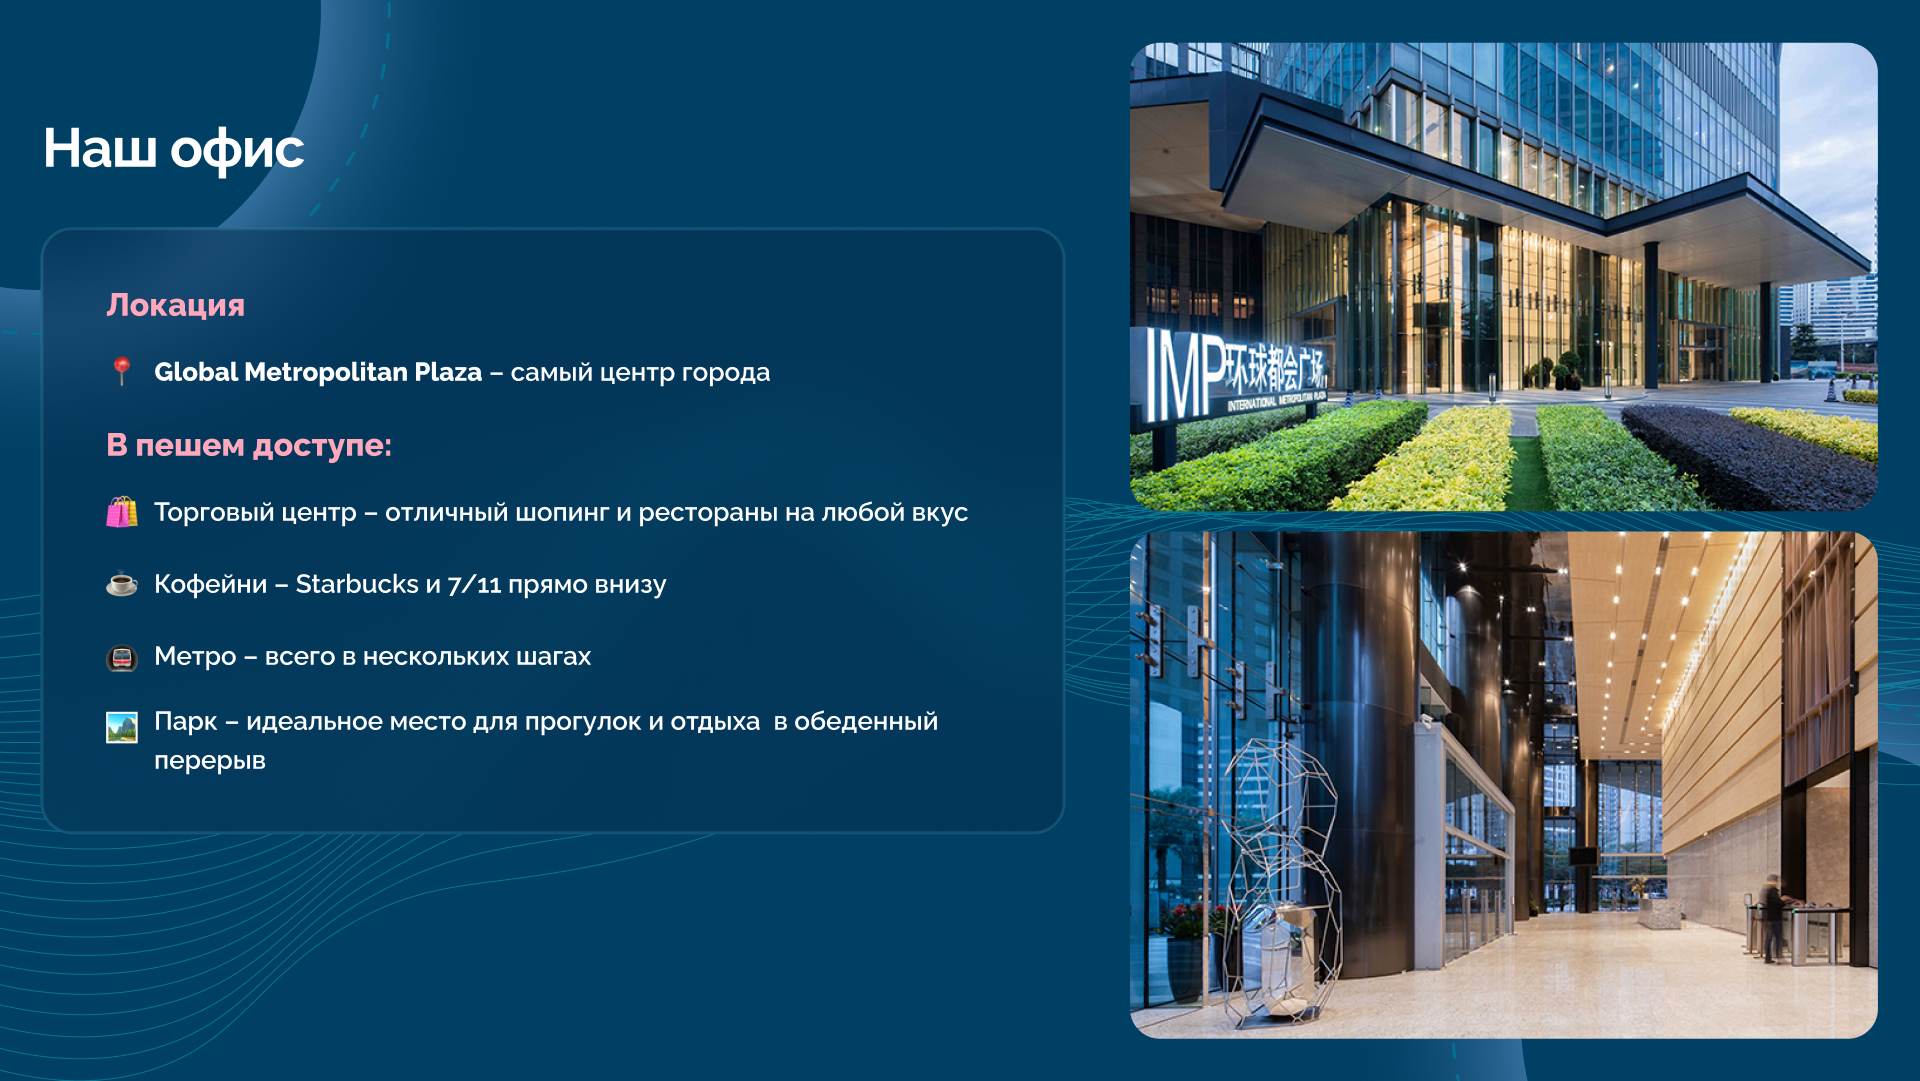 Наш офис
Локация
Global Metropolitan Plaza – самый центр города
В пешем доступе:
Торговый центр – отличный шопинг и рестораны на любой вкус
Кофейни – Starbucks и 7/11 прямо внизу
Метро – всего в нескольких шагах
Парк – идеальное место для прогулок и отдыха в обеденный
перерыв
IMP环球都会广场
INTERNATIONAL METROPOLITAN PLAZA